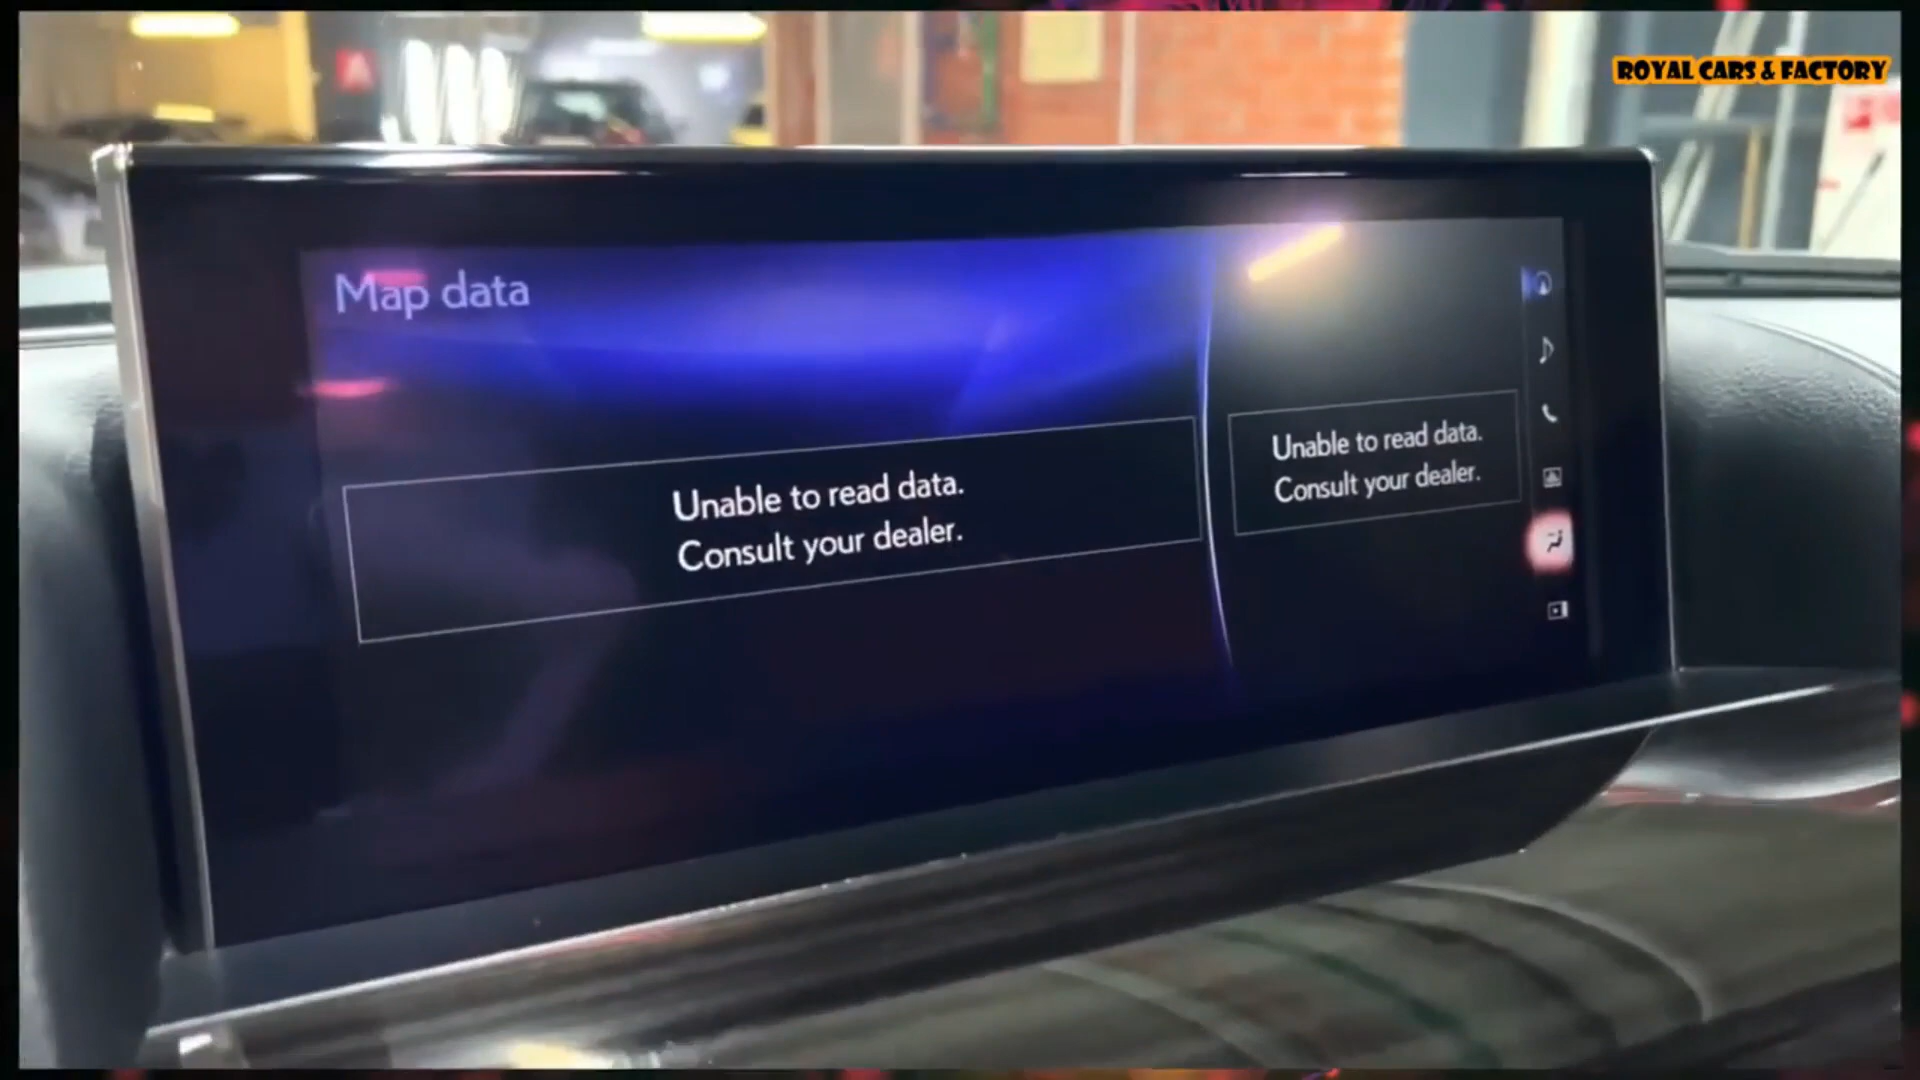 ROYAL CARS & FACTORY
Map data
Unable to read data.
Consult your dealer.
Unable to read data.
Consult your dealer.